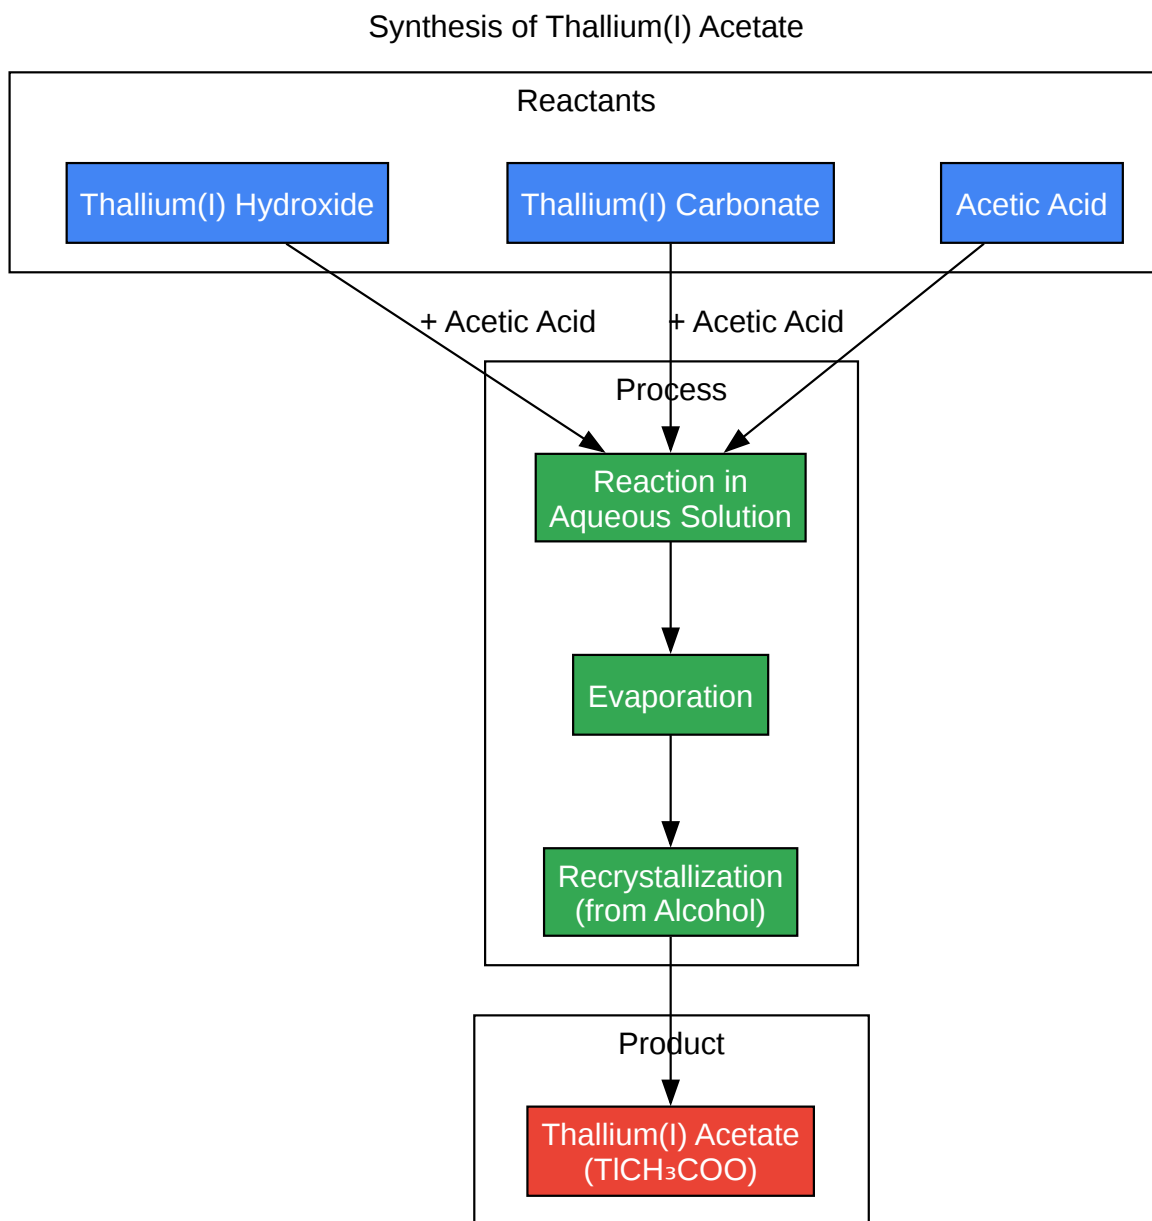 Synthesis of Thallium(I) Acetate
Reactants
Thallium(I) Hydroxide
Thallium(I) Carbonate
Acetic Acid
+ Acetic Acid
+ Acetic Acid
Process
Reaction in
Aqueous Solution
Evaporation
Recrystallization
(from Alcohol)
Product
Thallium(I) Acetate
(TlCH₃COO)